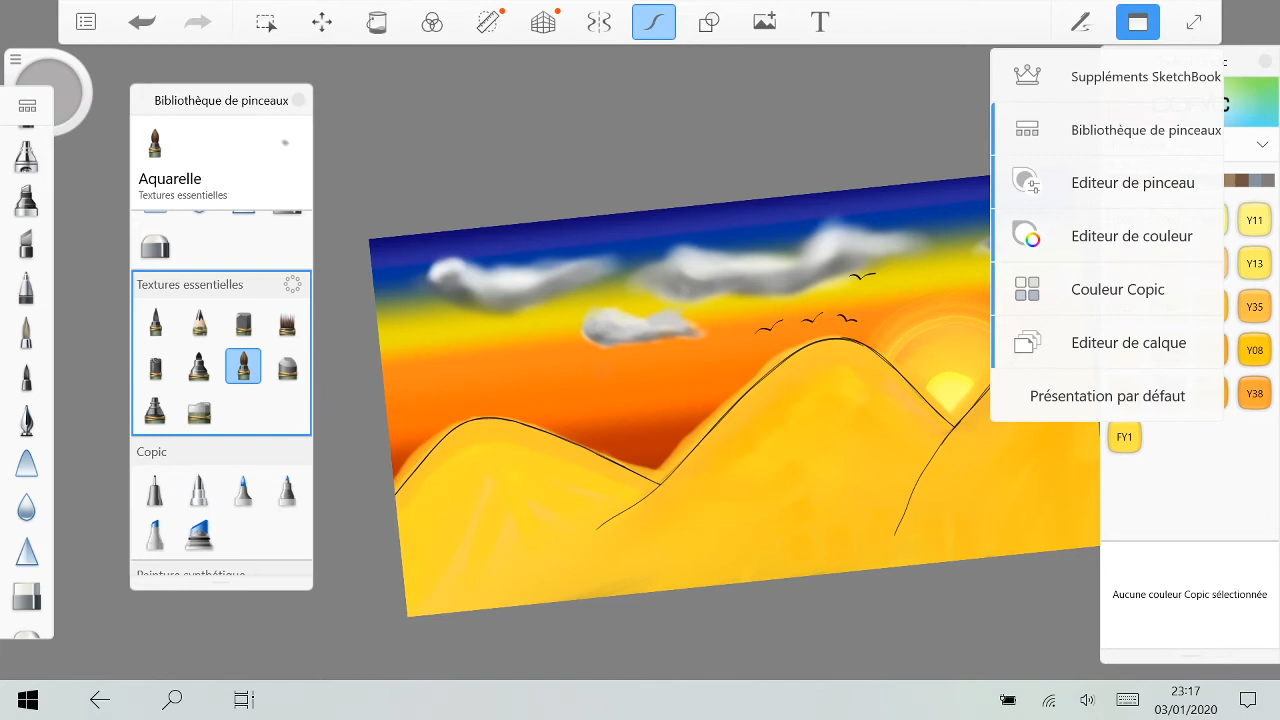 T
Suppléments SketchBook
Bibliothèque de pinceaux
Editeur de pinceau
Editeur de couleur
Couleur Copic
Editeur de calque
Présentation par défaut
Bibliothèque de pinceaux
Aquarelle
Textures essentielles
Textures essentielles
Copic
Y11
Y13
Y35
Y08
Y38
FY1
Aucune couleur Copic sélectionnée
23:17
03/01/2020